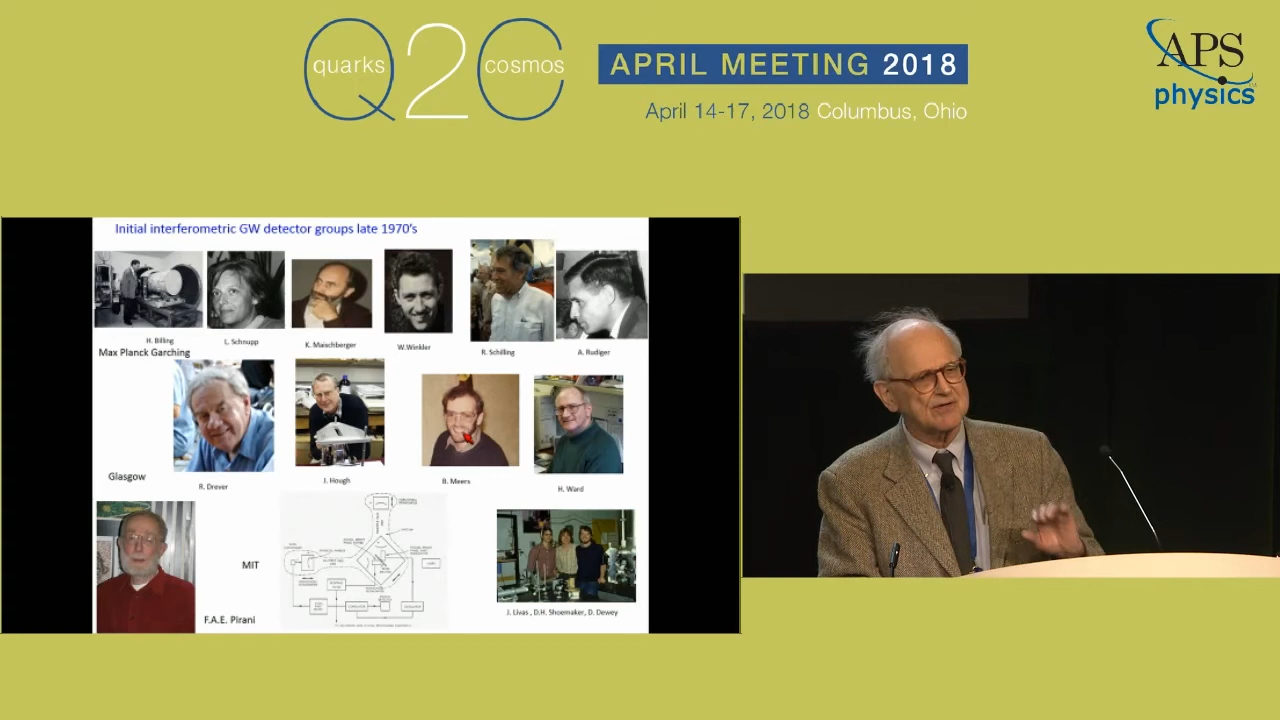 quarks Q2C cosmos
APRIL MEETING 2018
April 14-17, 2018 Columbus, Ohio
APS
physics
Initial interferometric GW detector groups late 1970's
H. Billing
L. Schnupp
K. Maischberger
W.Winkler
R. Schilling
A. Rudiger
Max Planck Garching
Glasgow
R. Drever
J. Hough
B. Meers
H. Ward
MIT
F.A.E. Pirani
J. Livas , D.H. Shoemaker, D. Dewey